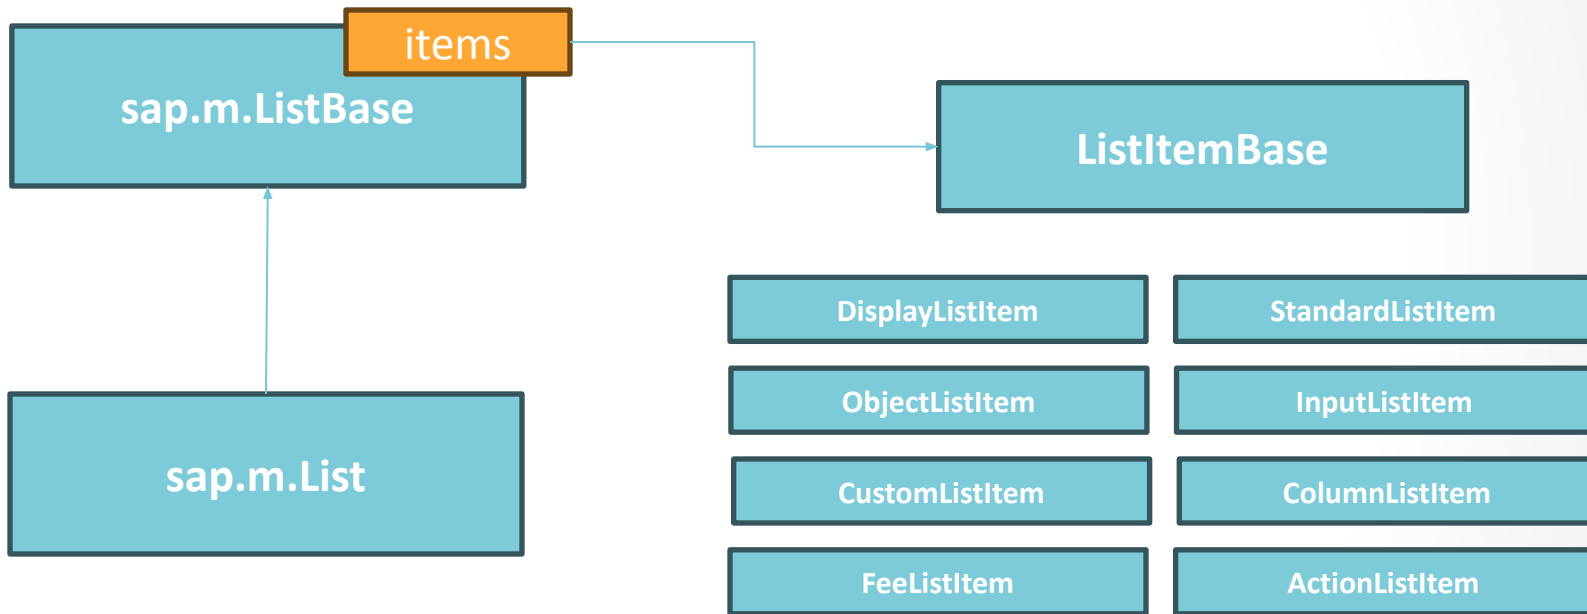 items
sap.m.ListBase
ListItemBase
DisplayListItem
StandardListItem
ObjectListItem
InputListItem
sap.m.List
CustomListItem
ColumnListItem
FeeListItem
ActionListItem